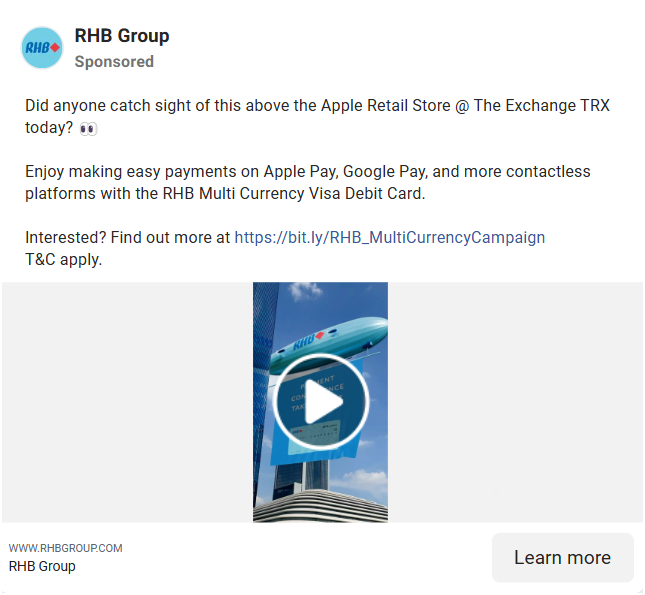 RHB
RHB Group
Sponsored
Did anyone catch sight of this above the Apple Retail Store @ The Exchange TRX
today? 👀
Enjoy making easy payments on Apple Pay, Google Pay, and more contactless
platforms with the RHB Multi Currency Visa Debit Card.
Interested? Find out more at https://bit.ly/RHB_MultiCurrencyCampaign
T&C apply.
RHB
WWW.RHBGROUP.COM
RHB Group
Learn more